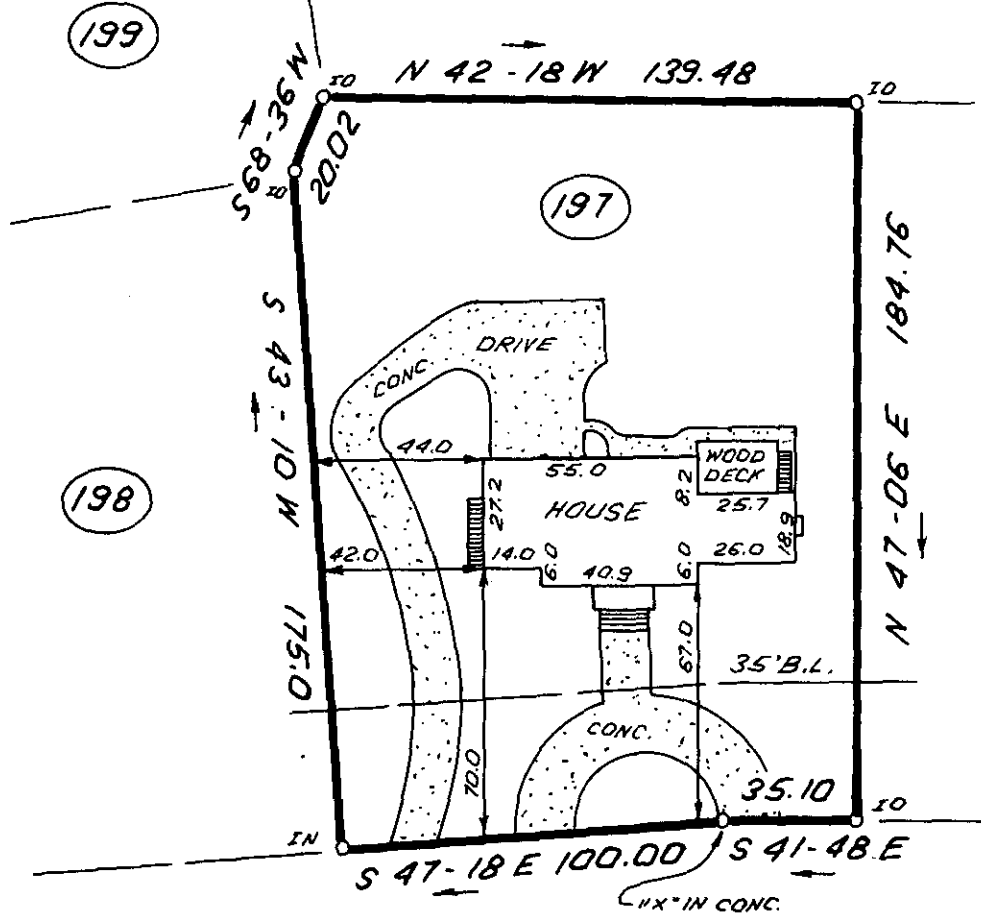 199
N 42-18 W 139.48
IO
IO
S 68-36 W
20.02
IO
197
N 47-06 E 184.76
S 43-10 W 175.0
DRIVE
CONC.
44.0
55.0
WOOD
DECK
8.2
25.7
27.2
HOUSE
18.9
198
42.0
14.0
6.0
40.9
6.0
26.0
67.0
35' B.L.
CONC.
70.0
35.10
IO
IN
S 47-18 E 100.00
S 41-48 E
"X" IN CONC.